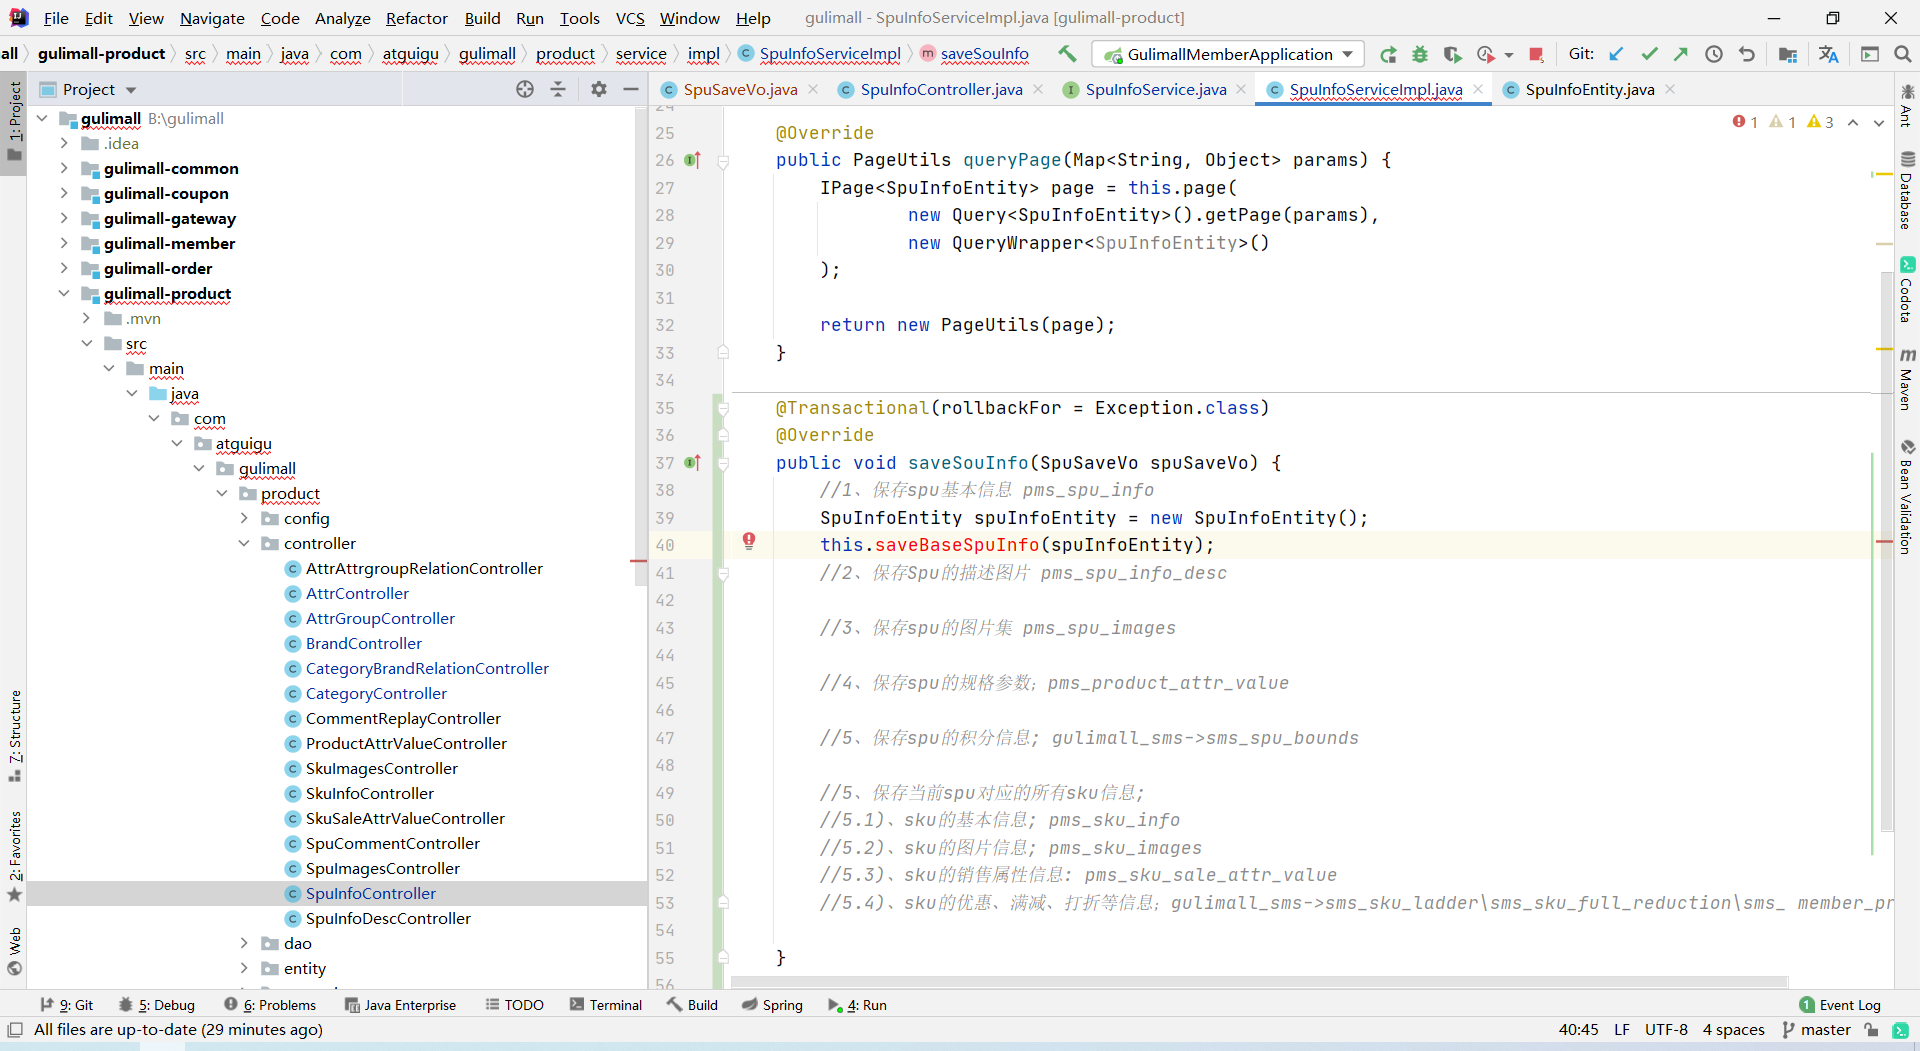 File Edit View Navigate Code Analyze Refactor Build Run Tools VCS Window Help gulimall - SpuInfoServiceImpl.java [gulimall-product]
all gulimall-product src main java com atguigu gulimall product service impl SpuInfoServiceImpl saveSouInfo GulimallMemberApplication Git:
Project
SpuSaveVo.java SpuInfoController.java SpuInfoService.java SpuInfoServiceImpl.java SpuInfoEntity.java
1: Project
7: Structure
2: Favorites
Web
gulimall B:\gulimall
.idea
gulimall-common
gulimall-coupon
gulimall-gateway
gulimall-member
gulimall-order
gulimall-product
.mvn
src
main
java
com
atguigu
gulimall
product
config
controller
AttrAttrgroupRelationController
AttrController
AttrGroupController
BrandController
CategoryBrandRelationController
CategoryController
CommentReplayController
ProductAttrValueController
SkuImagesController
SkuInfoController
SkuSaleAttrValueController
SpuCommentController
SpuImagesController
SpuInfoController
SpuInfoDescController
dao
entity
1 1 3
24
25 @Override
26 public PageUtils queryPage(Map<String, Object> params) {
27 IPage<SpuInfoEntity> page = this.page(
28 new Query<SpuInfoEntity>().getPage(params),
29 new QueryWrapper<SpuInfoEntity>()
30 );
31
32 return new PageUtils(page);
33 }
34
35 @Transactional(rollbackFor = Exception.class)
36 @Override
37 public void saveSouInfo(SpuSaveVo spuSaveVo) {
38 //1、保存spu基本信息 pms_spu_info
39 SpuInfoEntity spuInfoEntity = new SpuInfoEntity();
40 this.saveBaseSpuInfo(spuInfoEntity);
41 //2、保存Spu的描述图片 pms_spu_info_desc
42
43 //3、保存spu的图片集 pms_spu_images
44
45 //4、保存spu的规格参数；pms_product_attr_value
46
47 //5、保存spu的积分信息；gulimall_sms->sms_spu_bounds
48
49 //5、保存当前spu对应的所有sku信息；
50 //5.1)、sku的基本信息；pms_sku_info
51 //5.2)、sku的图片信息；pms_sku_images
52 //5.3)、sku的销售属性信息：pms_sku_sale_attr_value
53 //5.4)、sku的优惠、满减、打折等信息；gulimall_sms->sms_sku_ladder\sms_sku_full_reduction\sms_ member_pr
54
55 }
56
Ant
Database
Codota
Maven
Bean Validation
9: Git 5: Debug 6: Problems Java Enterprise TODO Terminal Build Spring 4: Run 1 Event Log
All files are up-to-date (29 minutes ago) 40:45 LF UTF-8 4 spaces master